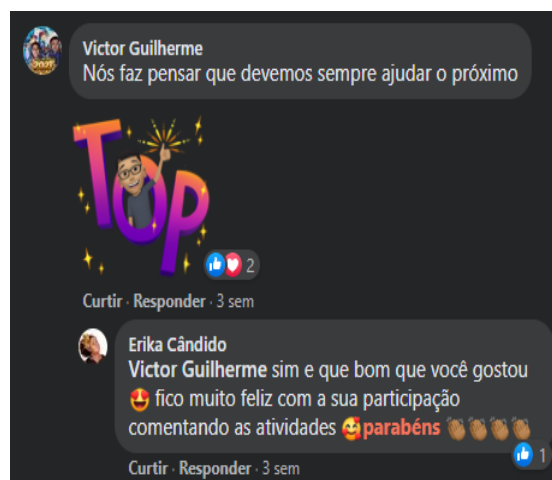 Victor Guilherme
Nós faz pensar que devemos sempre ajudar o próximo
TOP
2
Curtir · Responder · 3 sem
Erika Cândido
Victor Guilherme sim e que bom que você gostou
🤩 fico muito feliz com a sua participação
comentando as atividades 🥰parabéns 👏🏾👏🏾👏🏾👏🏾
1
Curtir · Responder · 3 sem